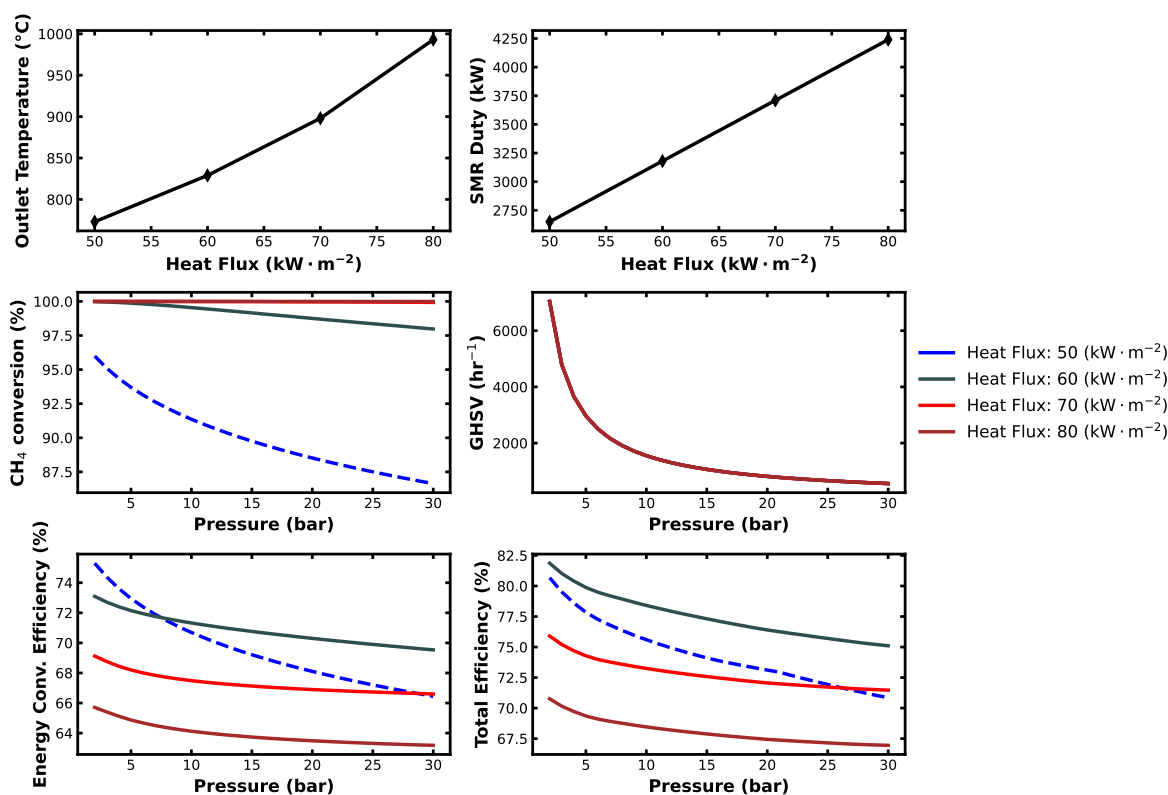 Outlet Temperature (°C)
1000
950
900
850
800
50 55 60 65 70 75 80
Heat Flux (kW · m⁻²)
SMR Duty (kW)
4250
4000
3750
3500
3250
3000
2750
50 55 60 65 70 75 80
Heat Flux (kW · m⁻²)
CH₄ conversion (%)
100.0
97.5
95.0
92.5
90.0
87.5
5 10 15 20 25 30
Pressure (bar)
GHSV (hr⁻¹)
6000
4000
2000
5 10 15 20 25 30
Pressure (bar)
Heat Flux: 50 (kW · m⁻²)
Heat Flux: 60 (kW · m⁻²)
Heat Flux: 70 (kW · m⁻²)
Heat Flux: 80 (kW · m⁻²)
Energy Conv. Efficiency (%)
74
72
70
68
66
64
5 10 15 20 25 30
Pressure (bar)
Total Efficiency (%)
82.5
80.0
77.5
75.0
72.5
70.0
67.5
5 10 15 20 25 30
Pressure (bar)